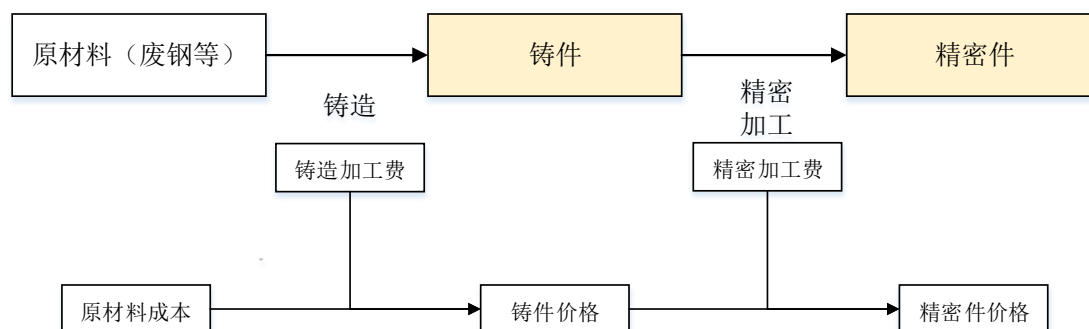 原材料（废钢等）
铸件
精密件
铸造
精密
加工
铸造加工费
精密加工费
原材料成本
铸件价格
精密件价格